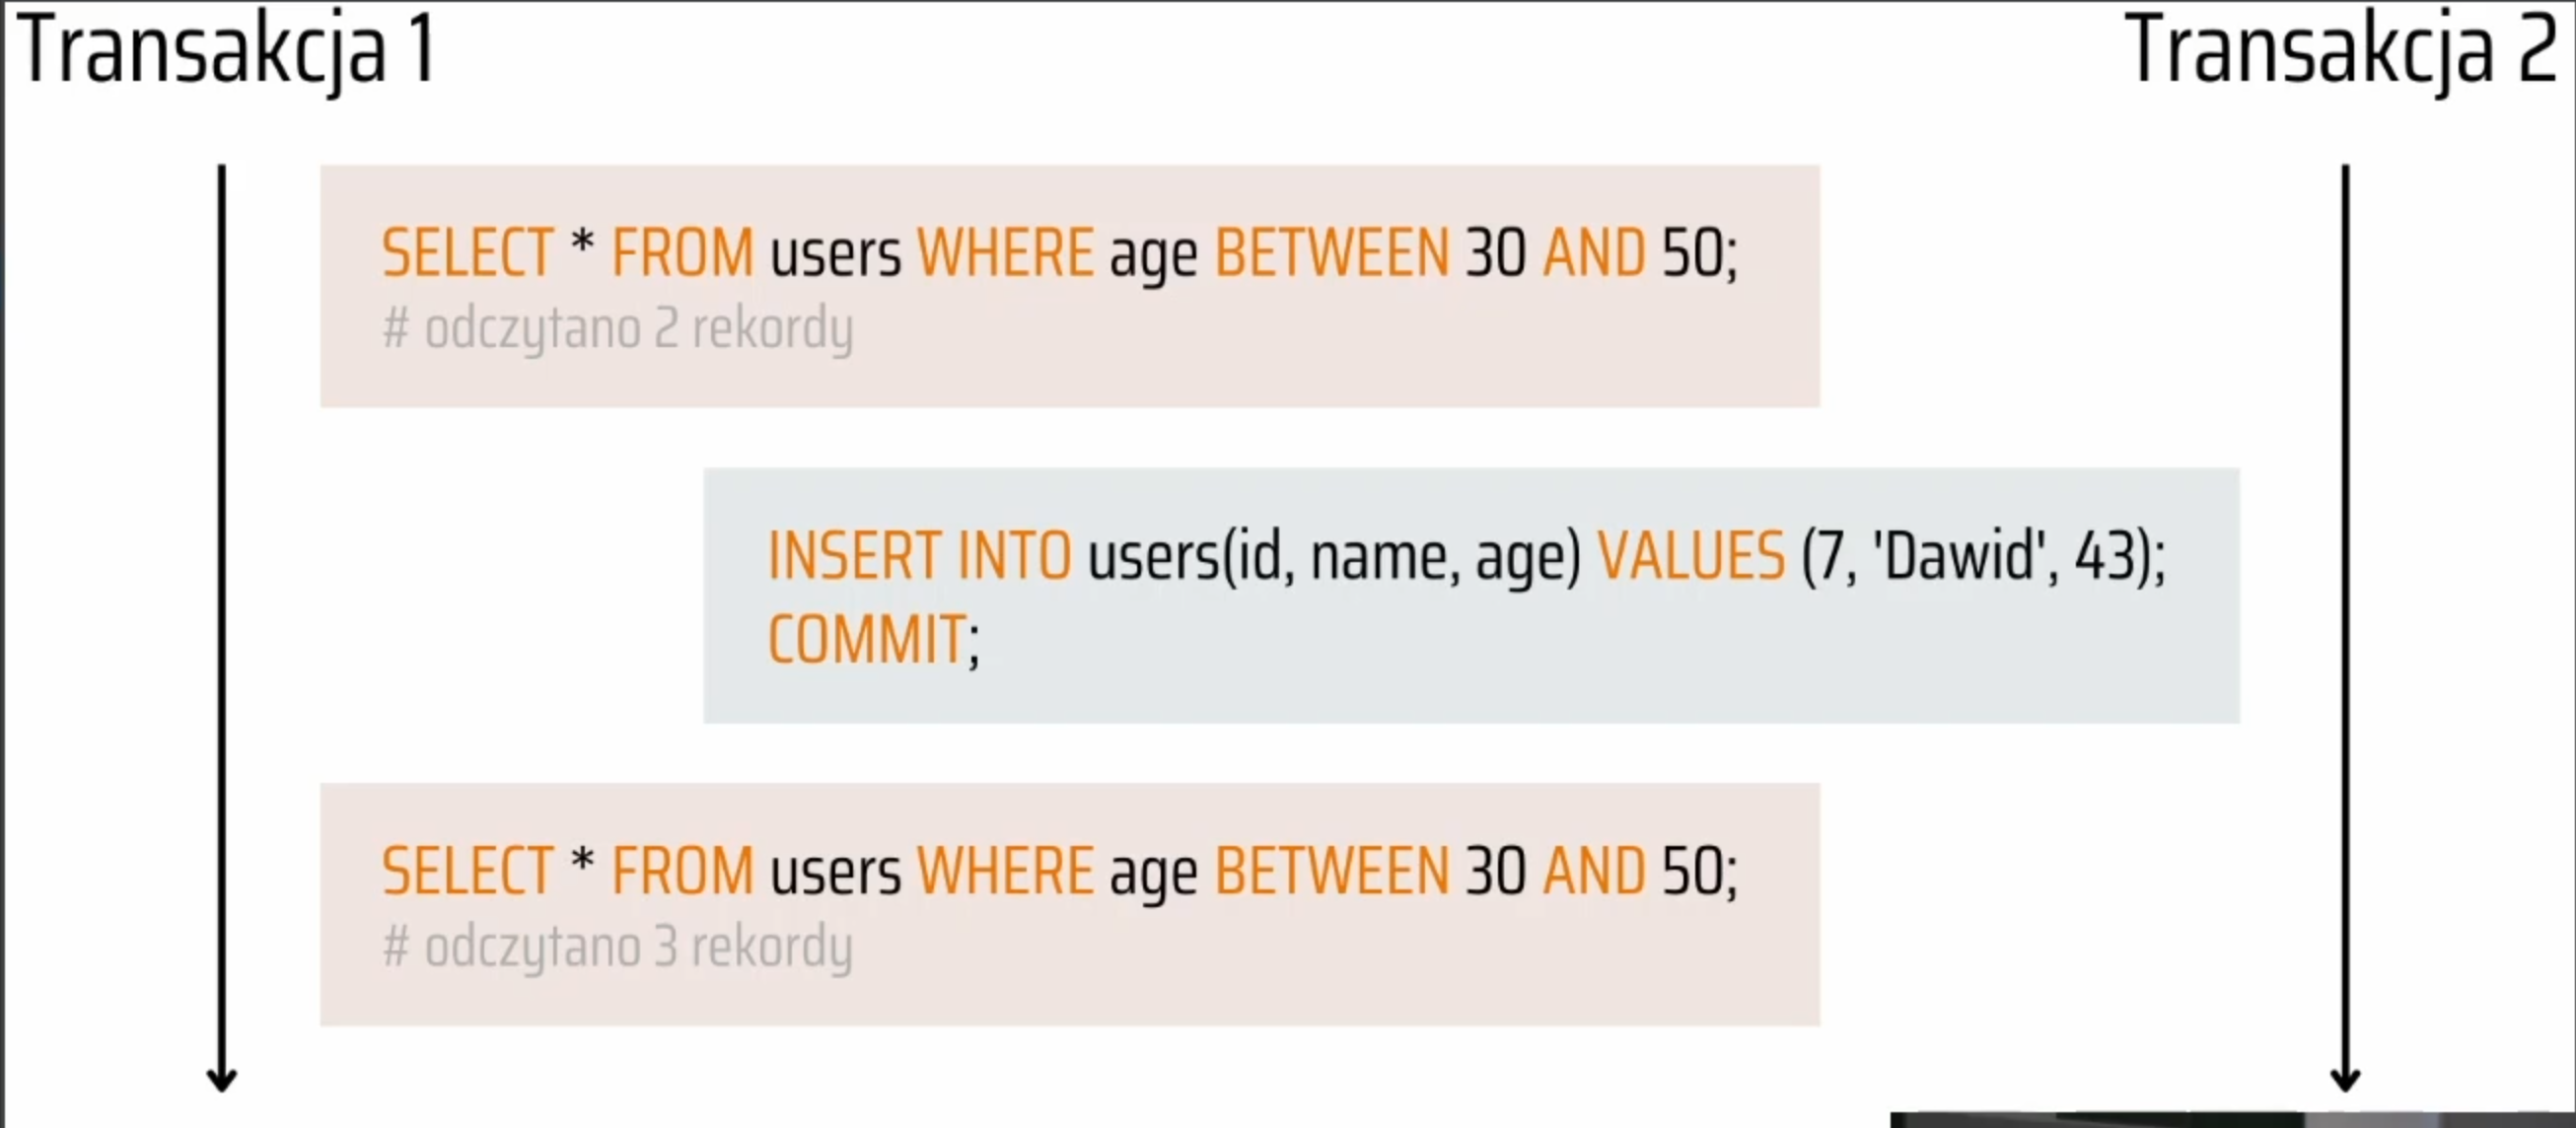 Transakcja 1
Transakcja 2
SELECT * FROM users WHERE age BETWEEN 30 AND 50;
# odczytano 2 rekordy
INSERT INTO users(id, name, age) VALUES (7, 'Dawid', 43);
COMMIT;
SELECT * FROM users WHERE age BETWEEN 30 AND 50;
# odczytano 3 rekordy